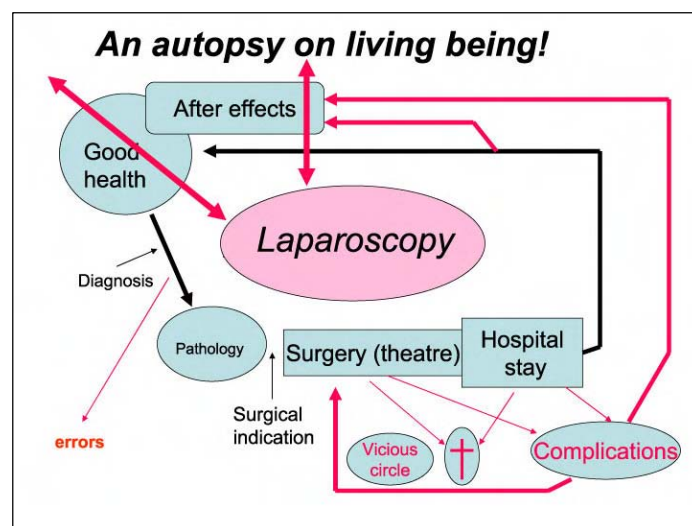 An autopsy on living being!
After effects
Good
health
Laparoscopy
Diagnosis
Pathology
Surgery (theatre)
Hospital
stay
Surgical
indication
errors
Vicious
circle
Complications